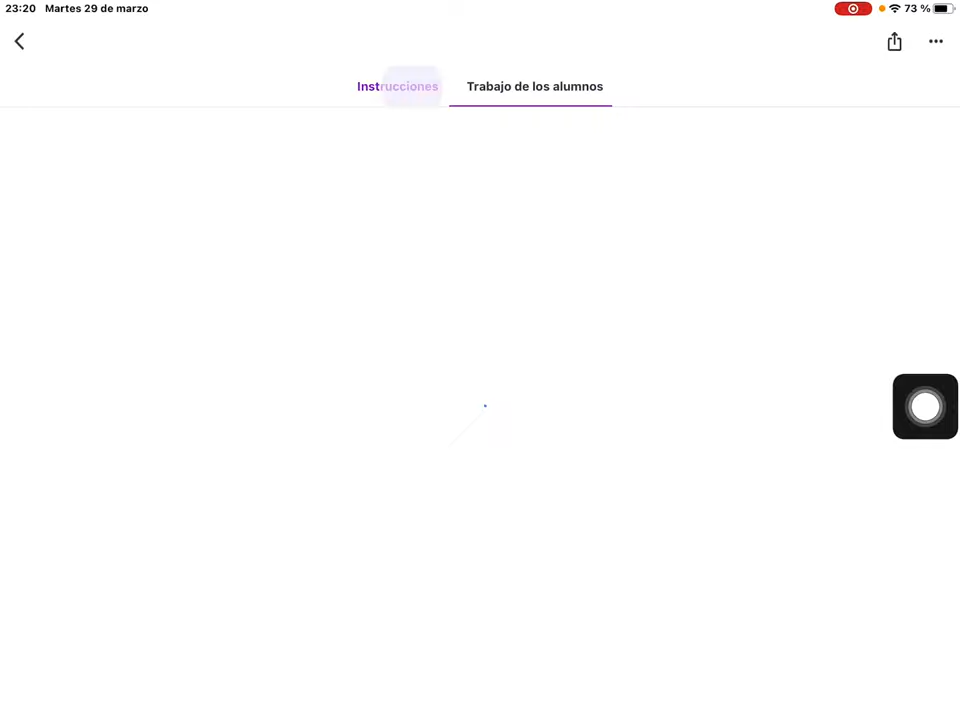 23:20 Martes 29 de marzo 73 %
Instrucciones Trabajo de los alumnos